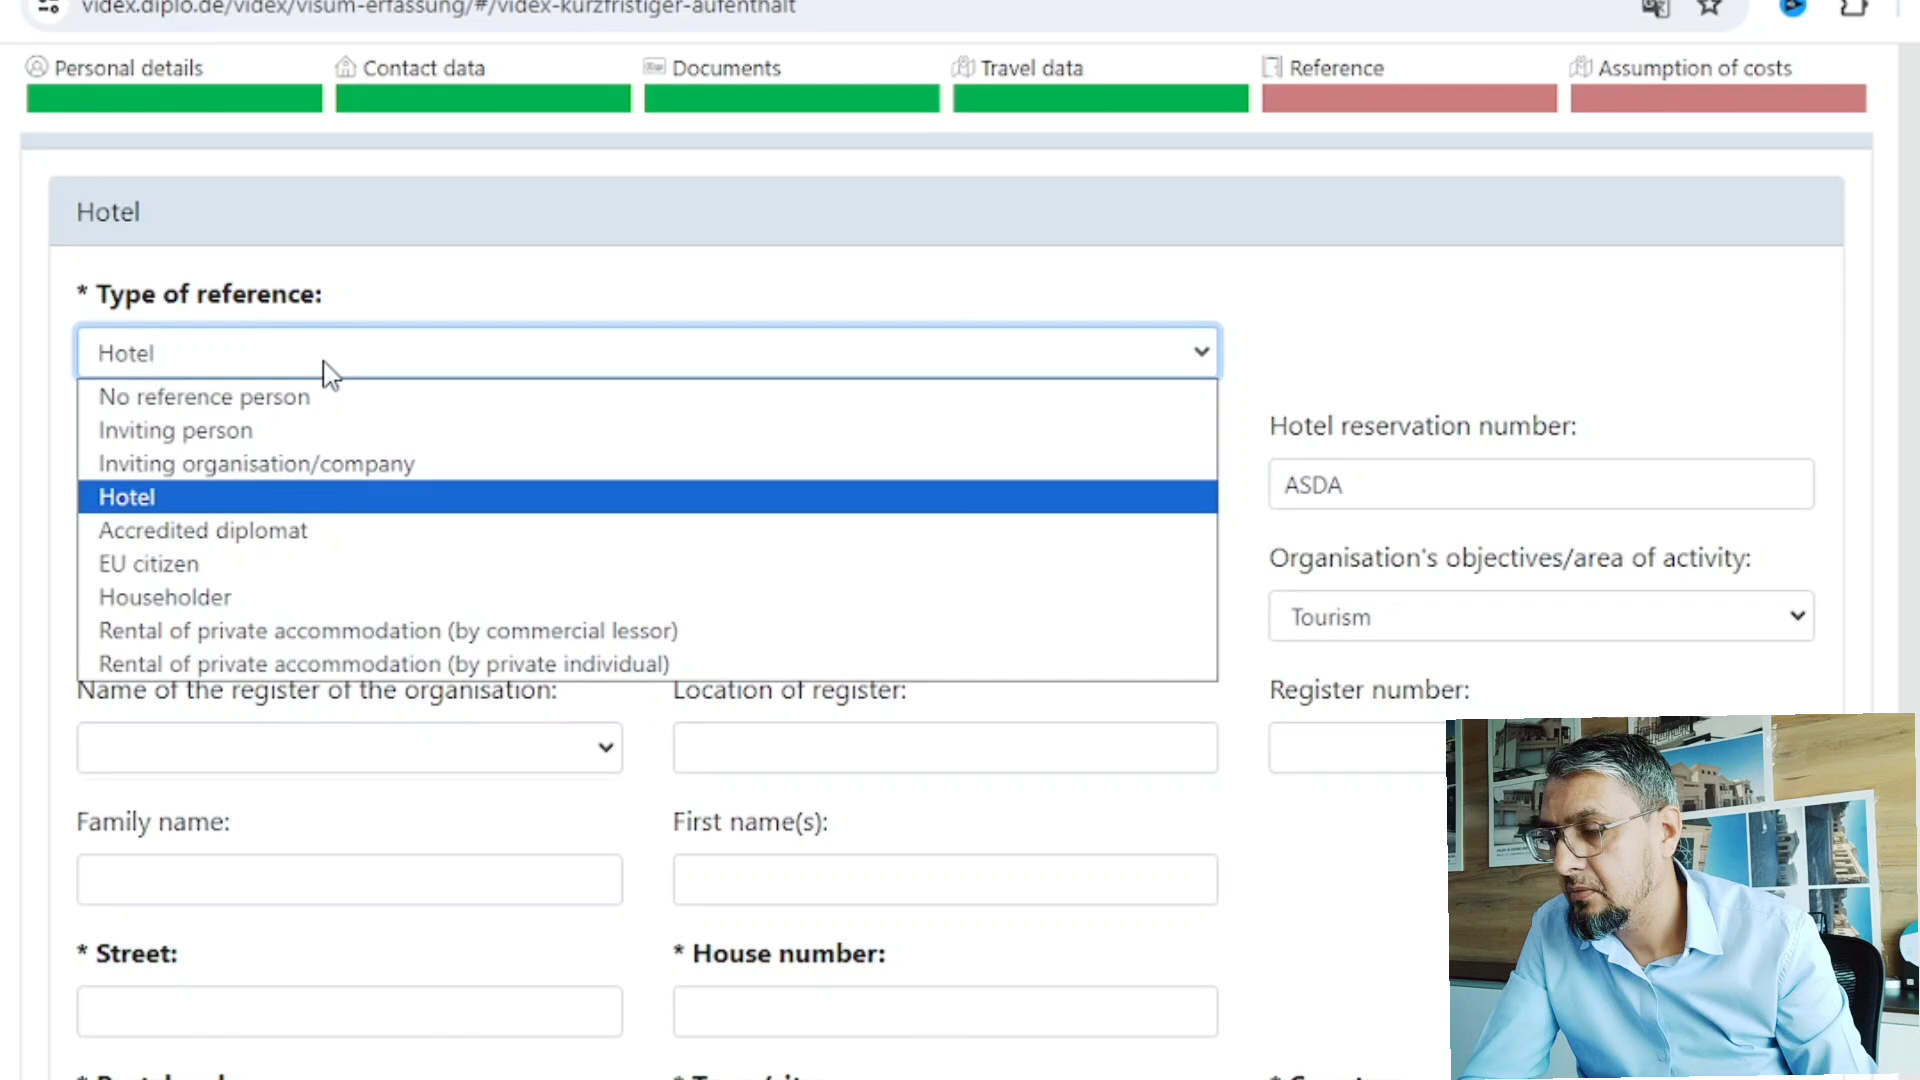 videx.diplo.de/videx/visum-erfassung/#/videx-kurzfristiger-aufenthalt
Personal details
Contact data
Documents
Travel data
Reference
Assumption of costs
Hotel
* Type of reference:
Hotel
No reference person
Inviting person
Inviting organisation/company
Hotel
Accredited diplomat
EU citizen
Householder
Rental of private accommodation (by commercial lessor)
Rental of private accommodation (by private individual)
Hotel reservation number:
ASDA
Organisation's objectives/area of activity:
Tourism
Name of the register of the organisation:
Location of register:
Register number:
Family name:
First name(s):
* Street:
* House number: